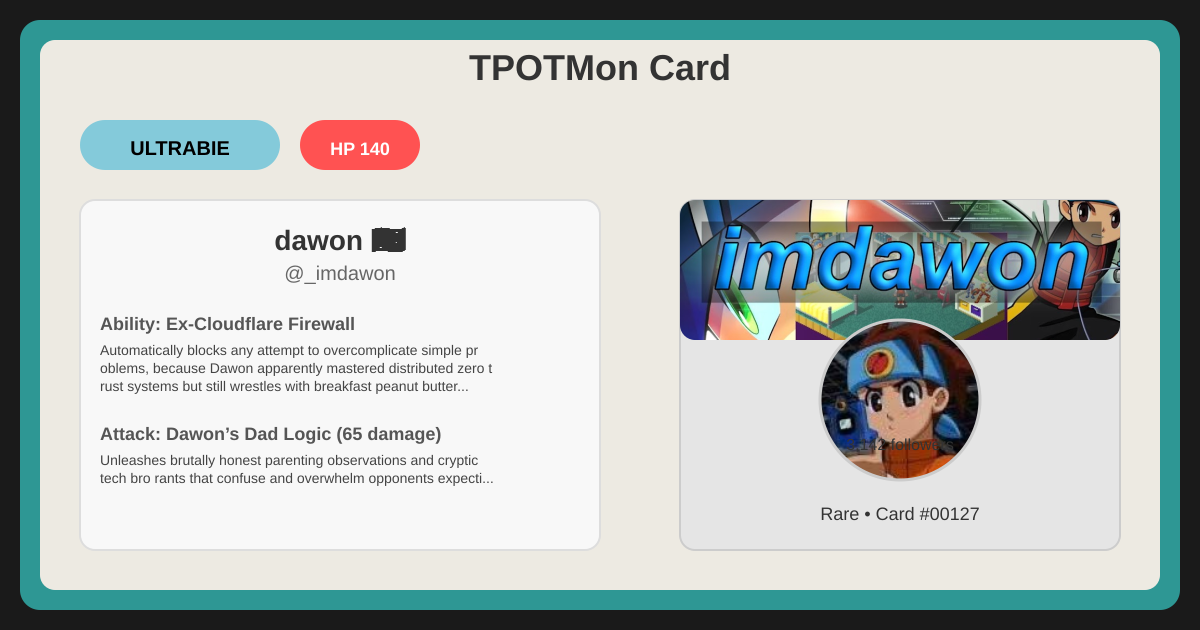 TPOTMon Card
ULTRABIE
HP 140
dawon
@_imdawon
Ability: Ex-Cloudflare Firewall
Automatically blocks any attempt to overcomplicate simple pr
oblems, because Dawon apparently mastered distributed zero t
rust systems but still wrestles with breakfast peanut butter...
Attack: Dawon’s Dad Logic (65 damage)
Unleashes brutally honest parenting observations and cryptic
tech bro rants that confuse and overwhelm opponents expecti...
imdawon
followers
Rare • Card #00127